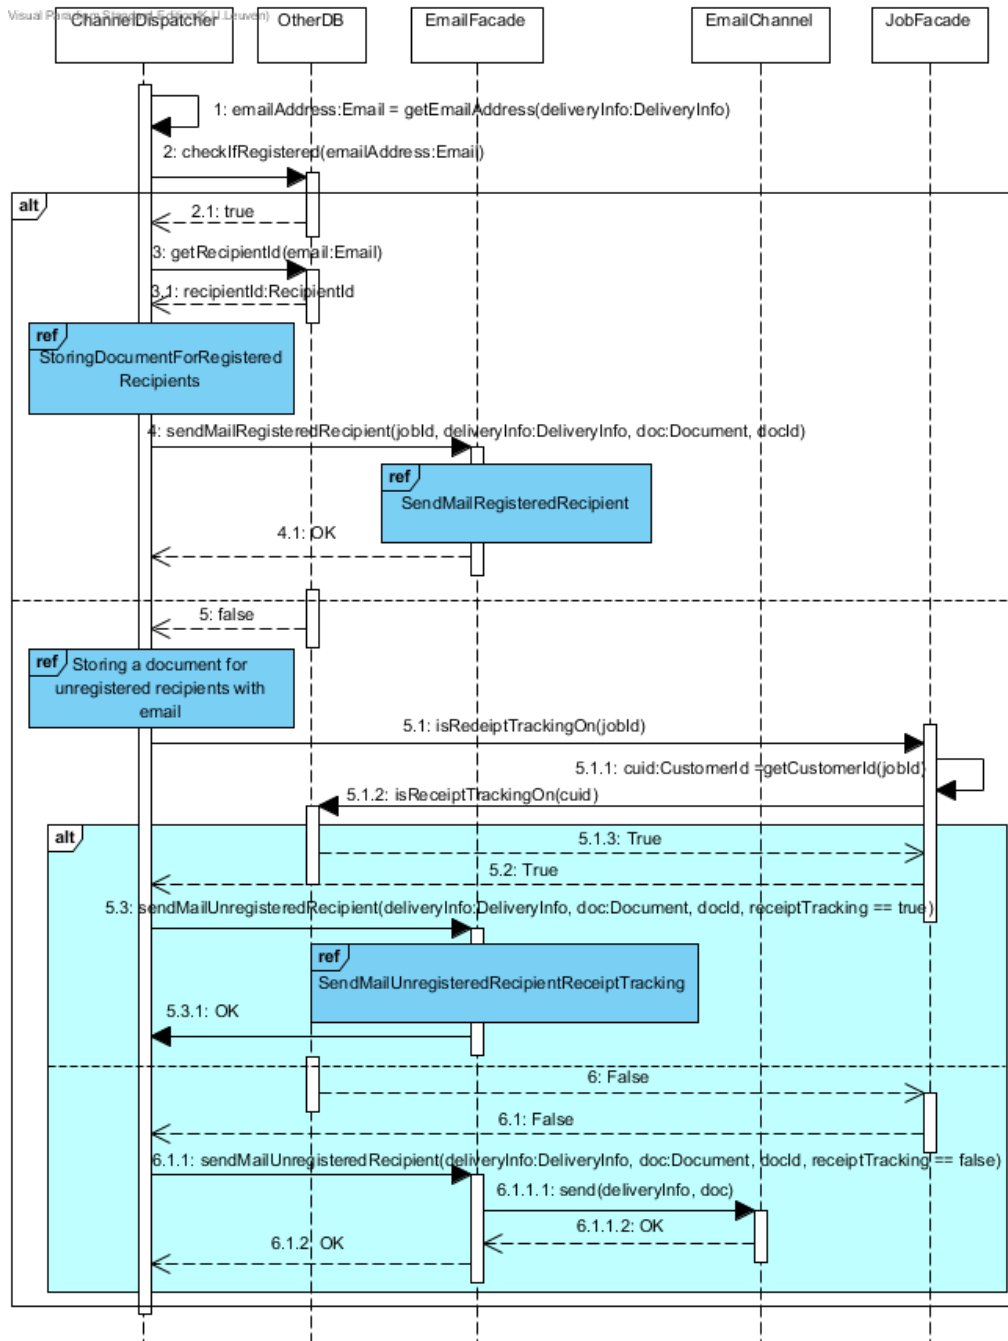 Visual Paradigm Standard Edition(K.U.Leuven)
ChannelDispatcher
OtherDB
EmailFacade
EmailChannel
JobFacade
1: emailAddress:Email = getEmailAddress(deliveryInfo:DeliveryInfo)
2: checkIfRegistered(emailAddress:Email)
alt
2.1: true
3: getRecipientId(email:Email)
3.1: recipientId:RecipientId
ref
StoringDocumentForRegistered
Recipients
4: sendMailRegisteredRecipient(jobId, deliveryInfo:DeliveryInfo, doc:Document, docId)
ref
SendMailRegisteredRecipient
4.1: OK
5: false
ref
Storing a document for
unregistered recipients with
email
5.1: isReceiptTrackingOn(jobId)
5.1.1: cuid:CustomerId =getCustomerId(jobId)
5.1.2: isReceiptTrackingOn(cuid)
alt
5.1.3: True
5.2: True
5.3: sendMailUnregisteredRecipient(deliveryInfo:DeliveryInfo, doc:Document, docId, receiptTracking == true)
ref
SendMailUnregisteredRecipientReceiptTracking
5.3.1: OK
6: False
6.1: False
6.1.1: sendMailUnregisteredRecipient(deliveryInfo:DeliveryInfo, doc:Document, docId, receiptTracking == false)
6.1.1.1: send(deliveryInfo, doc)
6.1.1.2: OK
6.1.2: OK